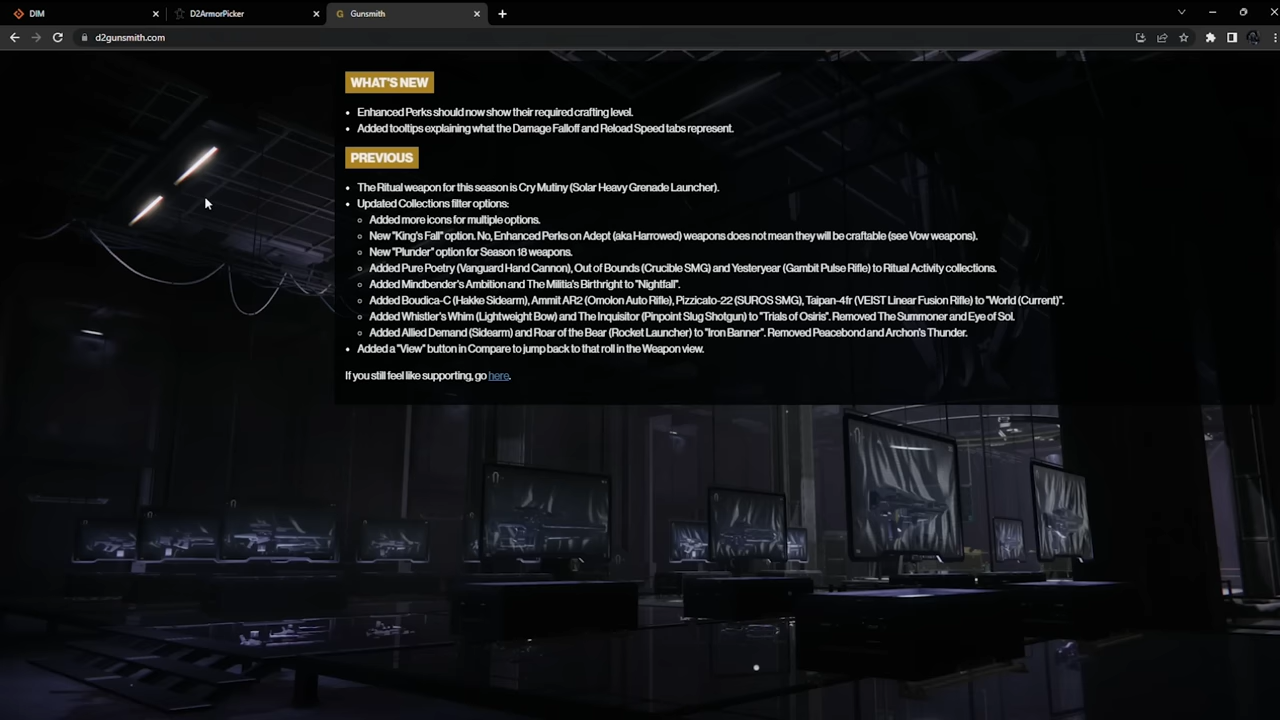 DIM
D2ArmorPicker
Gunsmith
d2gunsmith.com
WHAT'S NEW
Enhanced Perks should now show their required crafting level.
Added tooltips explaining what the Damage Falloff and Reload Speed tabs represent.
PREVIOUS
The Ritual weapon for this season is Cry Mutiny (Solar Heavy Grenade Launcher).
Updated Collections filter options:
Added more icons for multiple options.
New "King's Fall" option. No, Enhanced Perks on Adept (aka Harrowed) weapons does not mean they will be craftable (see Vow weapons).
New "Plunder" option for Season 18 weapons.
Added Pure Poetry (Vanguard Hand Cannon), Out of Bounds (Crucible SMG) and Yesteryear (Gambit Pulse Rifle) to Ritual Activity collections.
Added Mindbender's Ambition and The Militia's Birthright to "Nightfall".
Added Boudica-C (Hakke Sidearm), Ammit AR2 (Omolon Auto Rifle), Pizzicato-22 (SUROS SMG), Taipan-4fr (VEIST Linear Fusion Rifle) to "World (Current)".
Added Whistler's Whim (Lightweight Bow) and The Inquisitor (Pinpoint Slug Shotgun) to "Trials of Osiris". Removed The Summoner and Eye of Sol.
Added Allied Demand (Sidearm) and Roar of the Bear (Rocket Launcher) to "Iron Banner". Removed Peacebond and Archon's Thunder.
Added a "View" button in Compare to jump back to that roll in the Weapon view.
If you still feel like supporting, go here.